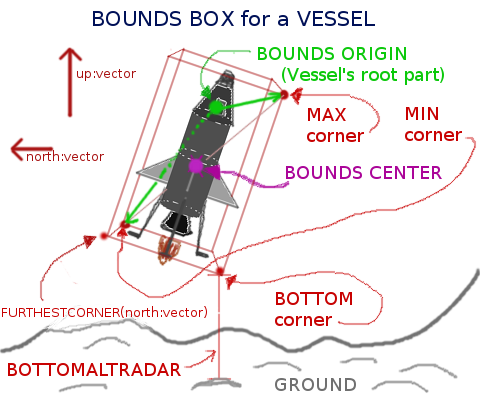 BOUNDS BOX for a VESSEL
BOUNDS ORIGIN
(Vessel's root part)
up:vector
MAX
corner
MIN
corner
north:vector
BOUNDS CENTER
BOTTOM
corner
FURTHESTCORNER(north:vector)
BOTTOMALTRADAR
GROUND